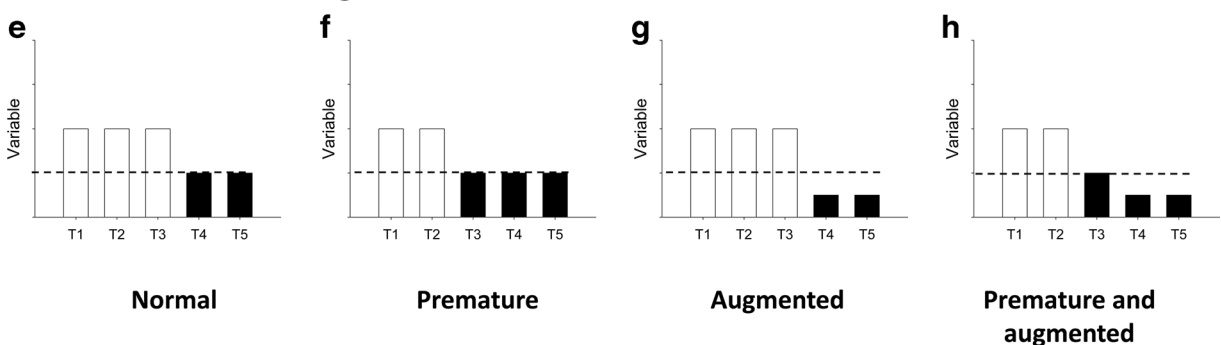 e
Variable
T1 T2 T3 T4 T5
Normal
f
Variable
T1 T2 T3 T4 T5
Premature
g
Variable
T1 T2 T3 T4 T5
Augmented
h
Variable
T1 T2 T3 T4 T5
Premature and
augmented